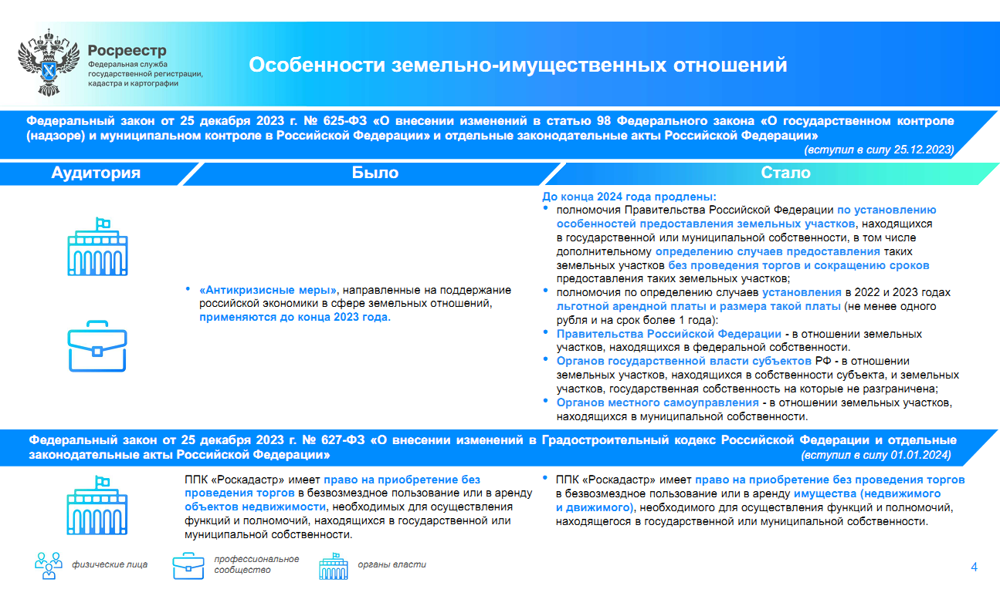 Росреестр
Федеральная служба
государственной регистрации,
кадастра и картографии
Особенности земельно-имущественных отношений
Федеральный закон от 25 декабря 2023 г. № 625-ФЗ «О внесении изменений в статью 98 Федерального закона «О государственном контроле
(надзоре) и муниципальном контроле в Российской Федерации» и отдельные законодательные акты Российской Федерации»
(вступил в силу 25.12.2023)
Аудитория
Было
Стало
«Антикризисные меры», направленные на поддержание
российской экономики в сфере земельных отношений,
применяются до конца 2023 года.
До конца 2024 года продлены:
• полномочия Правительства Российской Федерации по установлению
особенностей предоставления земельных участков, находящихся
в государственной или муниципальной собственности, в том числе
дополнительному определению случаев предоставления таких
земельных участков без проведения торгов и сокращению сроков
предоставления таких земельных участков;
• полномочия по определению случаев установления в 2022 и 2023 годах
льготной арендной платы и размера такой платы (не менее одного
рубля и на срок более 1 года):
• Правительства Российской Федерации - в отношении земельных
участков, находящихся в федеральной собственности.
• Органов государственной власти субъектов РФ - в отношении
земельных участков, находящихся в собственности субъекта, и земельных
участков, государственная собственность на которые не разграничена;
• Органов местного самоуправления - в отношении земельных участков,
находящихся в муниципальной собственности.
Федеральный закон от 25 декабря 2023 г. № 627-ФЗ «О внесении изменений в Градостроительный кодекс Российской Федерации и отдельные
законодательные акты Российской Федерации»
(вступил в силу 01.01.2024)
ППК «Роскадастр» имеет право на приобретение без
проведения торгов в безвозмездное пользование или в аренду
объектов недвижимости, необходимых для осуществления
функций и полномочий, находящихся в государственной или
муниципальной собственности.
• ППК «Роскадастр» имеет право на приобретение без проведения торгов
в безвозмездное пользование или в аренду имущества (недвижимого
и движимого), необходимого для осуществления функций и полномочий,
находящегося в государственной или муниципальной собственности.
физические лица
профессиональное
сообщество
органы власти
4